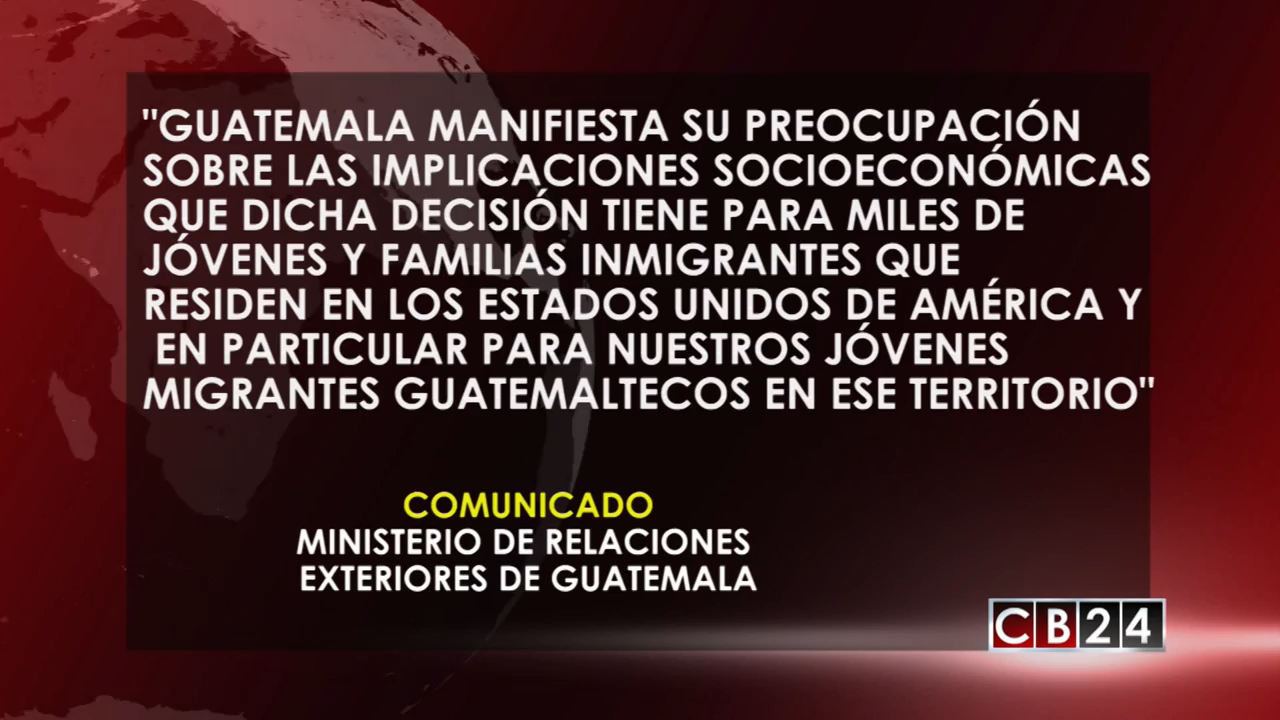 "GUATEMALA MANIFIESTA SU PREOCUPACIÓN
SOBRE LAS IMPLICACIONES SOCIOECONÓMICAS
QUE DICHA DECISIÓN TIENE PARA MILES DE
JÓVENES Y FAMILIAS INMIGRANTES QUE
RESIDEN EN LOS ESTADOS UNIDOS DE AMÉRICA Y
EN PARTICULAR PARA NUESTROS JÓVENES
MIGRANTES GUATEMALTECOS EN ESE TERRITORIO"
COMUNICADO
MINISTERIO DE RELACIONES
EXTERIORES DE GUATEMALA
CB24